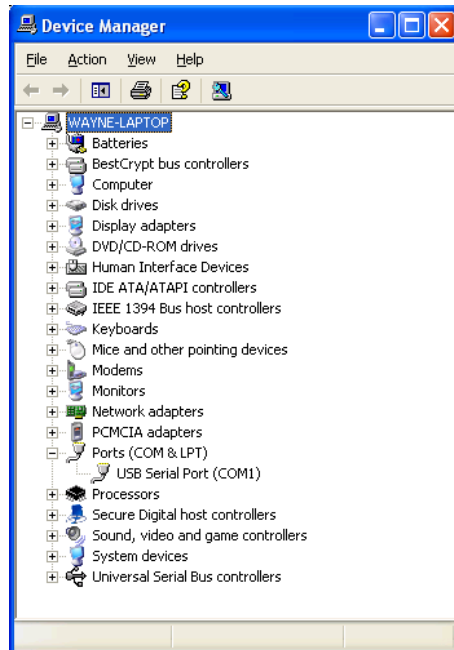 Device Manager
File Action View Help
WAYNE-LAPTOP
Batteries
BestCrypt bus controllers
Computer
Disk drives
Display adapters
DVD/CD-ROM drives
Human Interface Devices
IDE ATA/ATAPI controllers
IEEE 1394 Bus host controllers
Keyboards
Mice and other pointing devices
Modems
Monitors
Network adapters
PCMCIA adapters
Ports (COM & LPT)
USB Serial Port (COM1)
Processors
Secure Digital host controllers
Sound, video and game controllers
System devices
Universal Serial Bus controllers